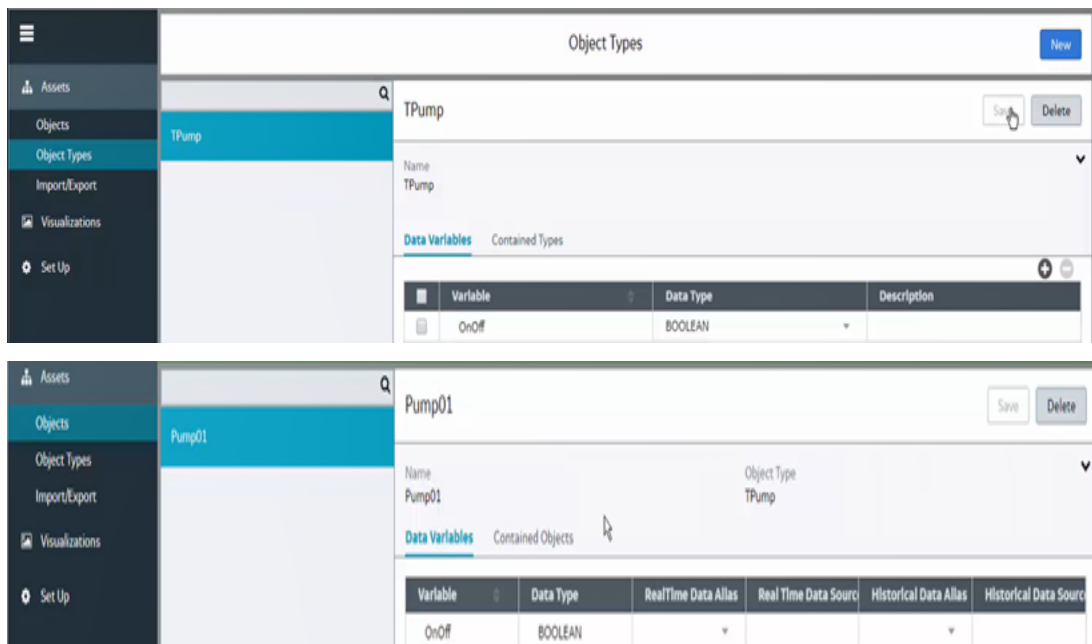 Object Types
New
Assets
Objects
Object Types
Import/Export
Visualizations
Set Up
TPump
TPump
Save
Delete
Name
TPump
Data Variables Contained Types
Variable Data Type Description
OnOff BOOLEAN
Assets
Objects
Object Types
Import/Export
Visualizations
Set Up
Pump01
Pump01
Save Delete
Name Object Type
Pump01 TPump
Data Variables Contained Objects
Variable Data Type RealTime Data Alias Real Time Data Sourc Historical Data Alias Historical Data Sourc
OnOff BOOLEAN